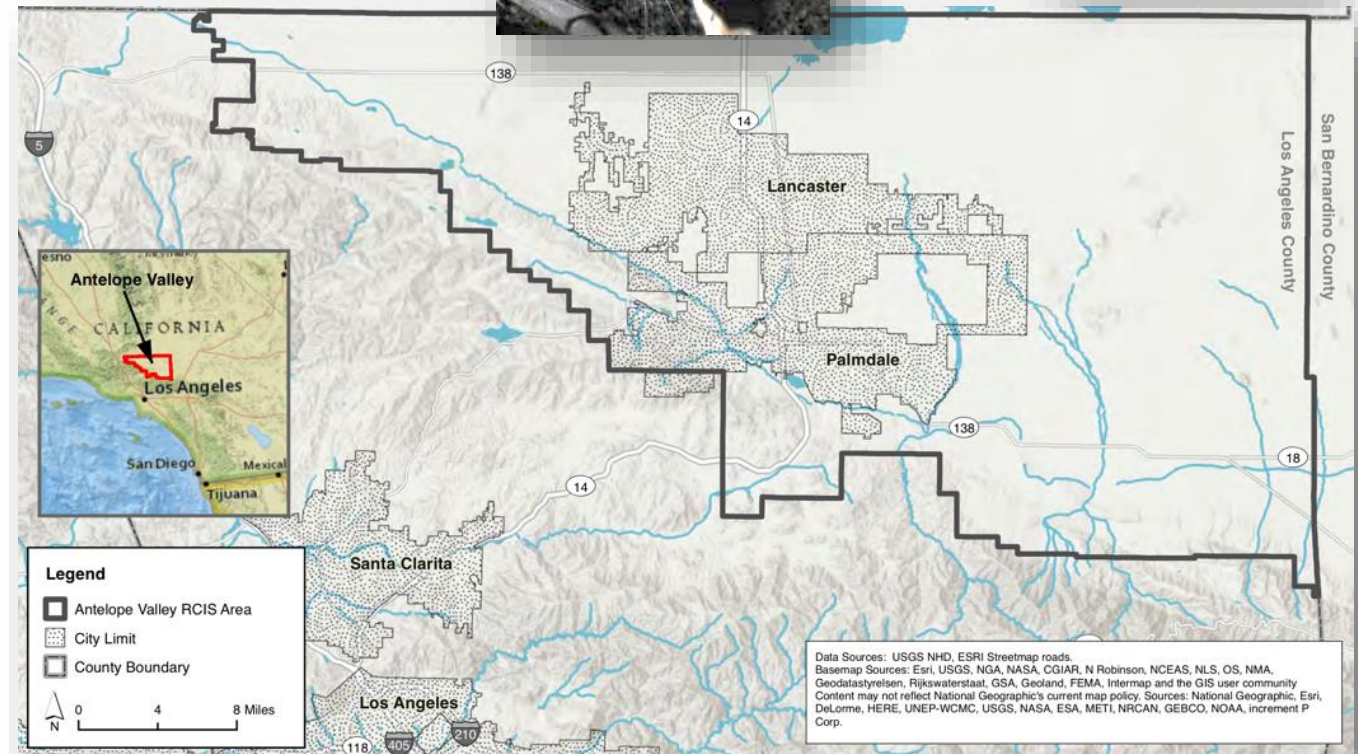 138
14
5
Lancaster
San Bernardino County
Los Angeles County
esno
Antelope Valley
CALIFORNIA
Los Angeles
San Diego
Mexical
Tijuana
Palmdale
138
18
14
Santa Clarita
Los Angeles
210
405
118
Legend
Antelope Valley RCIS Area
City Limit
County Boundary
N
0 4 8 Miles
Data Sources: USGS NHD, ESRI Streetmap roads.
Basemap Sources: Esri, USGS, NGA, NASA, CGIAR, N Robinson, NCEAS, NLS, OS, NMA,
Geodatastyrelsen, Rijkswaterstaat, GSA, Geoland, FEMA, Intermap and the GIS user community
Content may not reflect National Geographic's current map policy. Sources: National Geographic, Esri,
DeLorme, HERE, UNEP-WCMC, USGS, NASA, ESA, METI, NRCAN, GEBCO, NOAA, increment P
Corp.